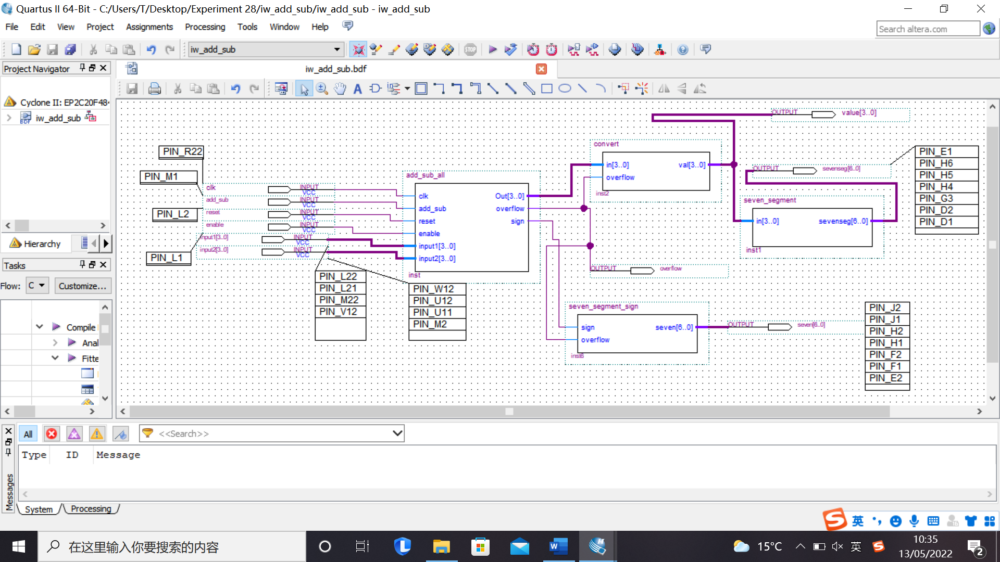 Quartus II 64-Bit - C:/Users/T/Desktop/Experiment 28/iw_add_sub/iw_add_sub - iw_add_sub
File Edit View Project Assignments Processing Tools Window Help
Search altera.com
iw_add_sub
STOP
Project Navigator
iw_add_sub.bdf
Cyclone II: EP2C20F484
BDF iw_add_sub
Hierarchy
Tasks
Flow: C Customize...
Compile
Anal
Fitte
PIN_R22
PIN_M1
PIN_L2
PIN_L1
clk INPUT VCC
add_sub INPUT VCC
reset INPUT VCC
enable INPUT VCC
input1[3..0] INPUT VCC
input2[3..0] INPUT VCC
PIN_L22
PIN_L21
PIN_M22
PIN_V12
PIN_W12
PIN_U12
PIN_U11
PIN_M2
add_sub_all
clk Out[3..0]
add_sub overflow
reset sign
enable
input1[3..0]
input2[3..0]
inst
convert
in[3..0] val[3..0]
overflow
inst2
OUTPUT value[3..0]
OUTPUT sevenseg[6..0]
seven_segment
in[3..0] sevenseg[6..0]
inst1
OUTPUT overflow
seven_segment_sign
sign seven[6..0]
overflow
inst6
OUTPUT seven[6..0]
PIN_E1
PIN_H6
PIN_H5
PIN_H4
PIN_G3
PIN_D2
PIN_D1
PIN_J2
PIN_J1
PIN_H2
PIN_H1
PIN_F2
PIN_F1
PIN_E2
All <<Search>>
Type ID Message
Messages
System Processing
英
在这里输入你要搜索的内容
15°C
英
10:35
13/05/2022
2